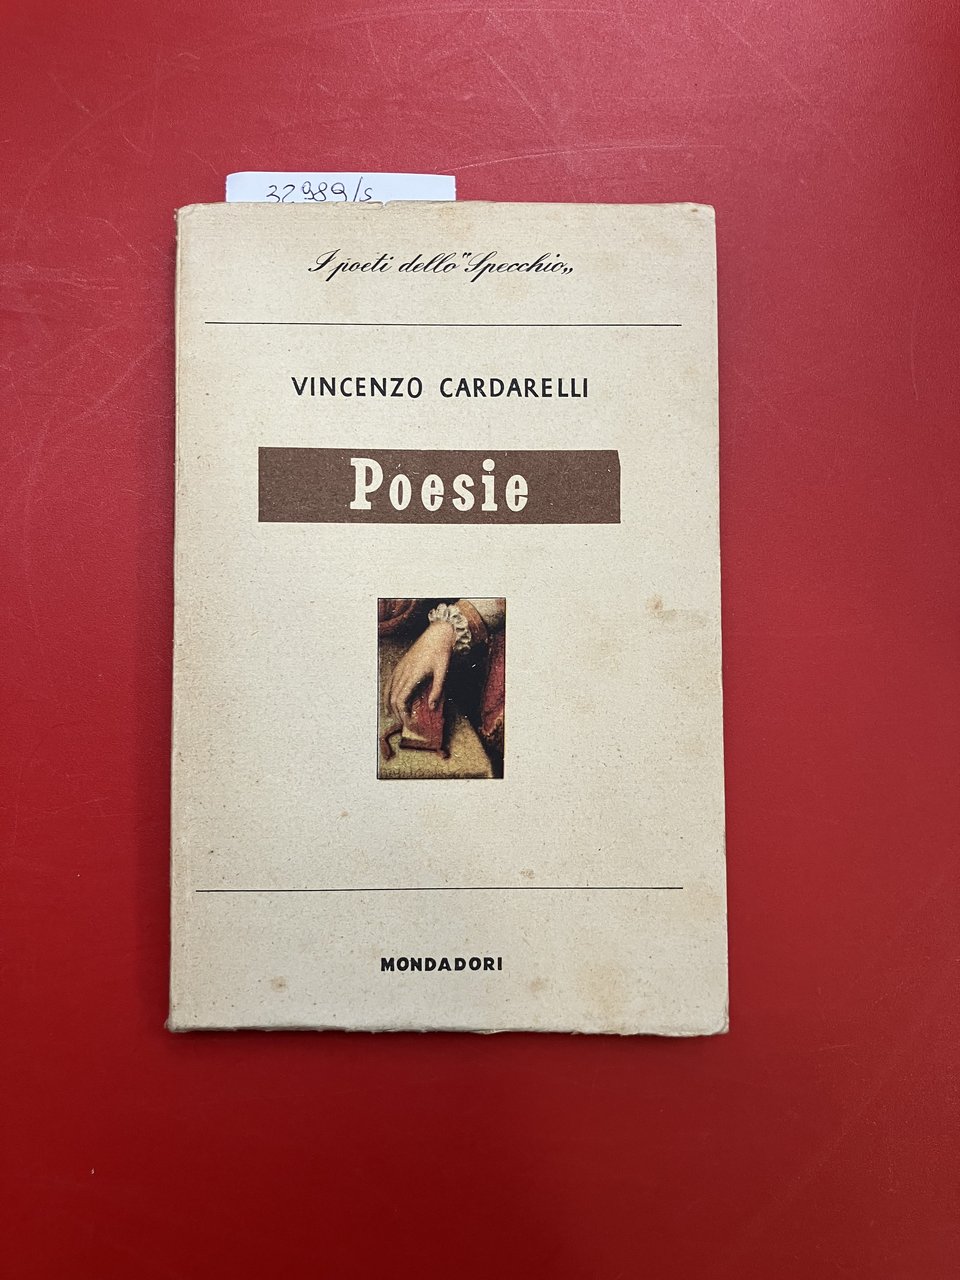 32989/s
I poeti dello "Specchio„
VINCENZO CARDARELLI
Poesie
MONDADORI